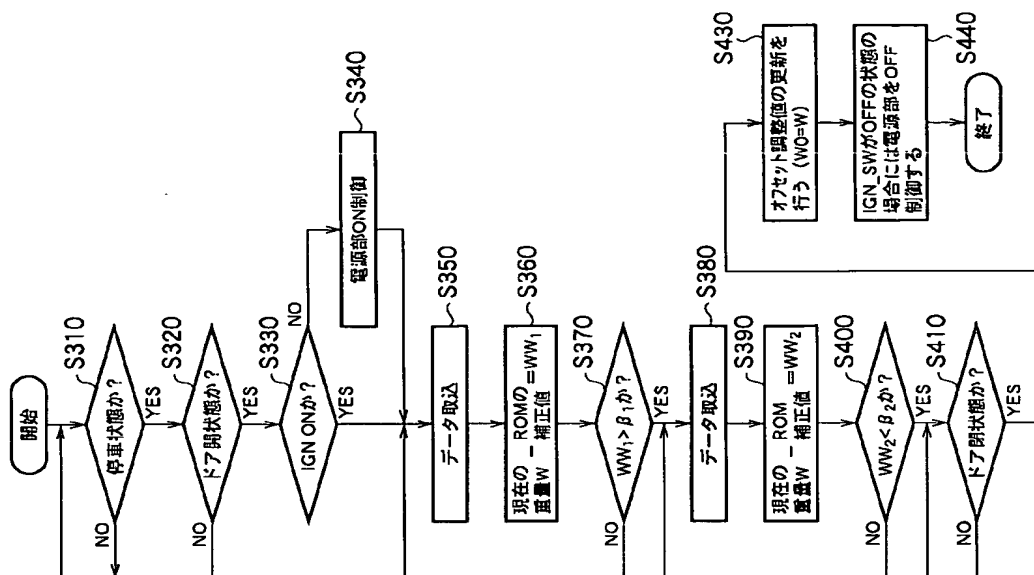 開始
S310
停車状態か?
NO
YES
S320
ドア開状態か?
NO
YES
S330
IGN ONか?
NO
YES
S340
電源部ON制御
S350
データ取込
S360
現在の
重量W
−
ROMの
補正値
=WW₁
S370
WW₁>β₁か?
NO
YES
S380
データ取込
S390
現在の
重量W
−
ROM
補正値
=WW₂
S400
WW₂<β₂か?
NO
YES
S410
ドア閉状態か?
NO
S430
オフセット調整値の更新を
行う (W0=W)
S440
IGN_SWがOFFの状態の
場合には電源部をOFF
制御する
終了